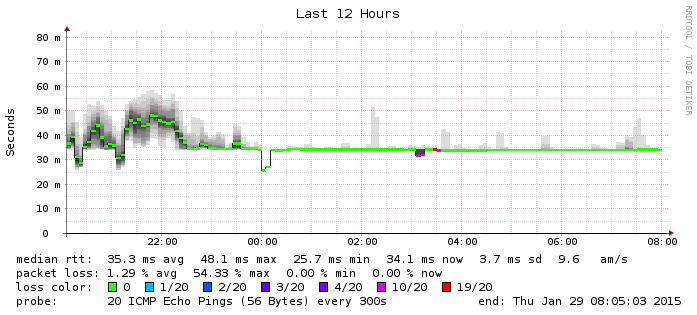 Last 12 Hours
RRDTOOL / TOBI OETIKER
Seconds
80 m
70 m
60 m
50 m
40 m
30 m
20 m
10 m
0
22:00 00:00 02:00 04:00 06:00 08:00
median rtt: 35.3 ms avg 48.1 ms max 25.7 ms min 34.1 ms now 3.7 ms sd 9.6 am/s
packet loss: 1.29 % avg 54.33 % max 0.00 % min 0.00 % now
loss color: 0 1/20 2/20 3/20 4/20 10/20 19/20
probe: 20 ICMP Echo Pings (56 Bytes) every 300s end: Thu Jan 29 08:05:03 2015